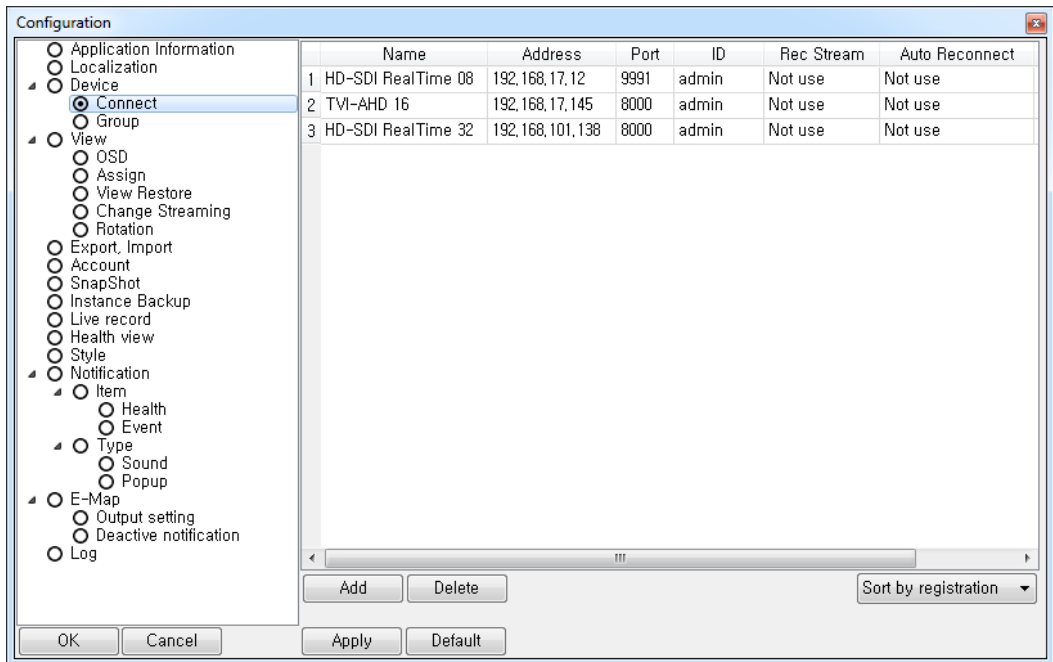 Configuration
Application Information
Localization
Device
Connect
Group
View
OSD
Assign
View Restore
Change Streaming
Rotation
Export, Import
Account
SnapShot
Instance Backup
Live record
Health view
Style
Notification
Item
Health
Event
Type
Sound
Popup
E-Map
Output setting
Deactive notification
Log
Name Address Port ID Rec Stream Auto Reconnect
1 HD-SDI RealTime 08 192,168,17,12 9991 admin Not use Not use
2 TVI-AHD 16 192,168,17,145 8000 admin Not use Not use
3 HD-SDI RealTime 32 192,168,101,138 8000 admin Not use Not use
Add Delete Sort by registration
OK Cancel Apply Default